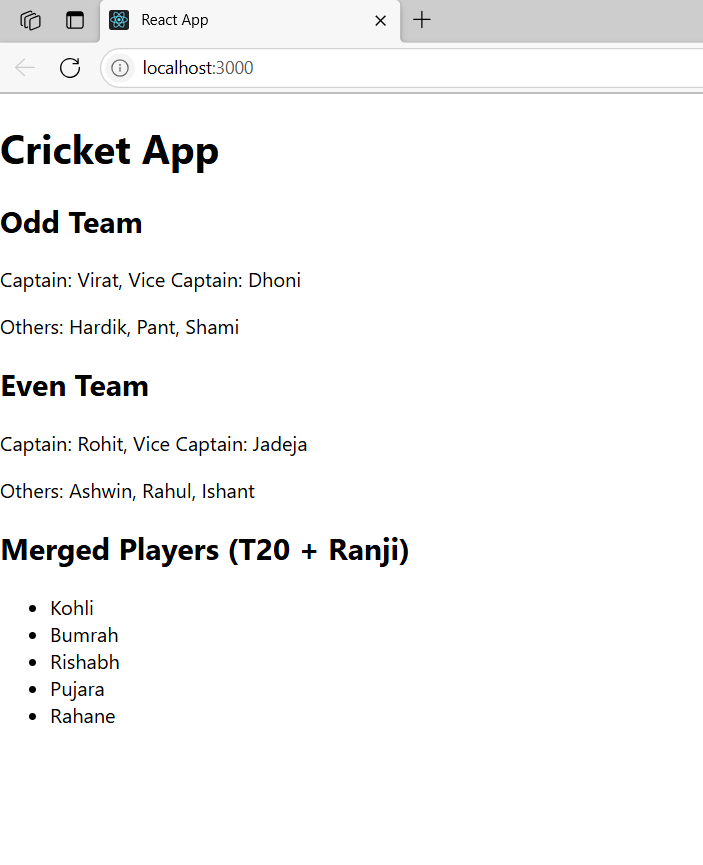 React App
localhost:3000
Cricket App
Odd Team
Captain: Virat, Vice Captain: Dhoni
Others: Hardik, Pant, Shami
Even Team
Captain: Rohit, Vice Captain: Jadeja
Others: Ashwin, Rahul, Ishant
Merged Players (T20 + Ranji)
• Kohli
• Bumrah
• Rishabh
• Pujara
• Rahane